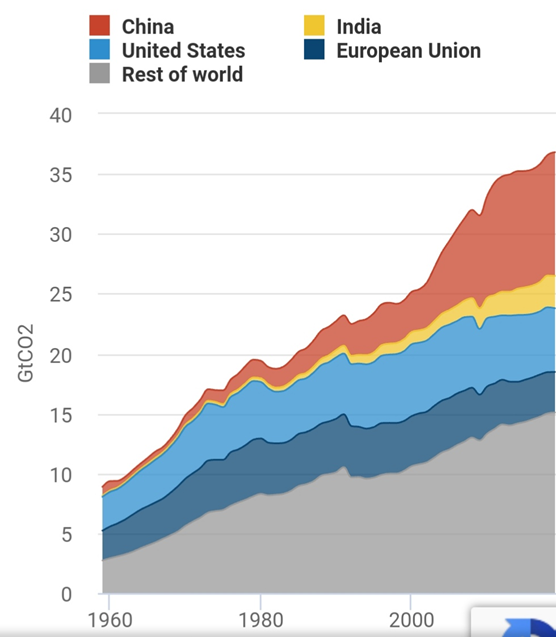 China
India
United States
European Union
Rest of world
40
35
30
25
20
15
10
5
0
GtCO2
1960
1980
2000